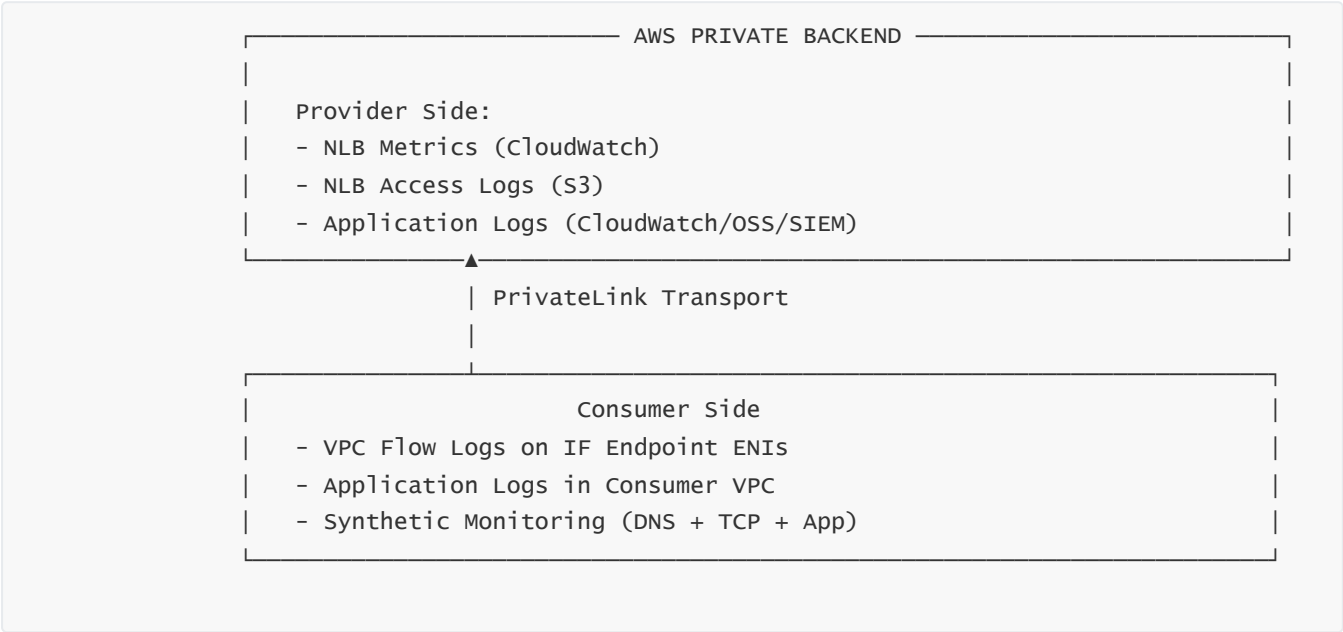 AWS PRIVATE BACKEND
Provider Side:
- NLB Metrics (CloudWatch)
- NLB Access Logs (S3)
- Application Logs (CloudWatch/OSS/SIEM)
PrivateLink Transport
Consumer Side
- VPC Flow Logs on IF Endpoint ENIs
- Application Logs in Consumer VPC
- Synthetic Monitoring (DNS + TCP + App)